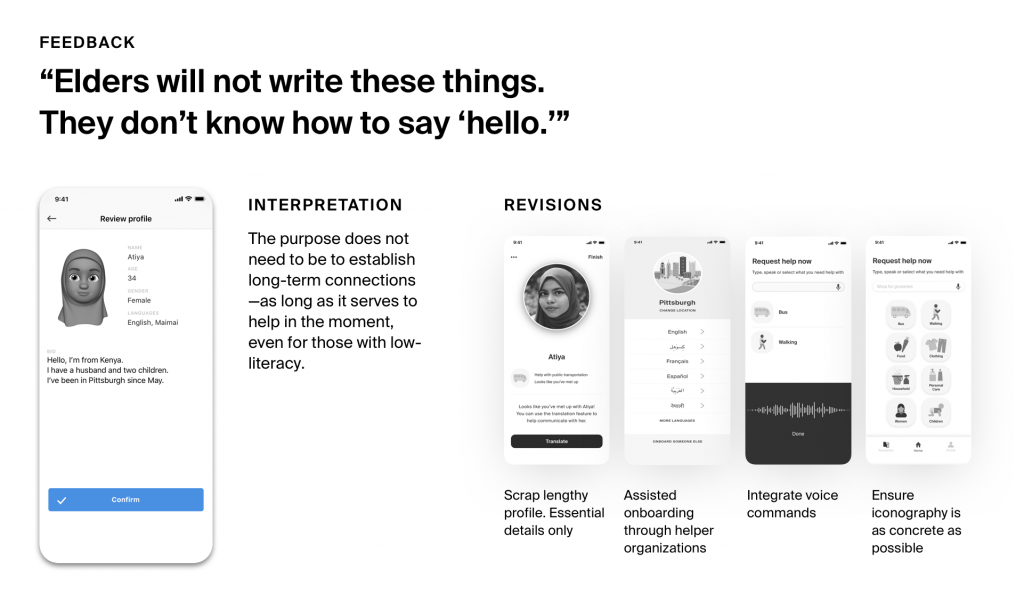 FEEDBACK
“Elders will not write these things.
They don’t know how to say ‘hello.’”
9:41
Review profile
NAME
Atiya
AGE
34
GENDER
Female
LANGUAGES
English, Maimai
BIO
Hello, I’m from Kenya.
I have a husband and two children.
I’ve been in Pittsburgh since May.
Confirm
INTERPRETATION
The purpose does not
need to be to establish
long-term connections
—as long as it serves to
help in the moment,
even for those with low-
literacy.
REVISIONS
9:41
Finish
Atiya
Help with public transportation
Looks like you’ve met up
Looks like you’ve met up with Atiya!
You can use the translation feature to
help communicate with her.
Translate
Scrap lengthy
profile. Essential
details only
9:41
Pittsburgh
CHANGE LOCATION
English
Français
Español
नेपाली
MORE LANGUAGES
ONBOARD SOMEONE ELSE
Assisted
onboarding
through helper
organizations
9:41
Request help now
Type, speak or select what you need help with
Bus
Walking
Done
Integrate voice
commands
9:41
Request help now
Type, speak or select what you need help with
Bus
Walking
Food
Clothing
Household
Personal
Care
Women
Children
Home
Ensure
iconography is
as concrete as
possible